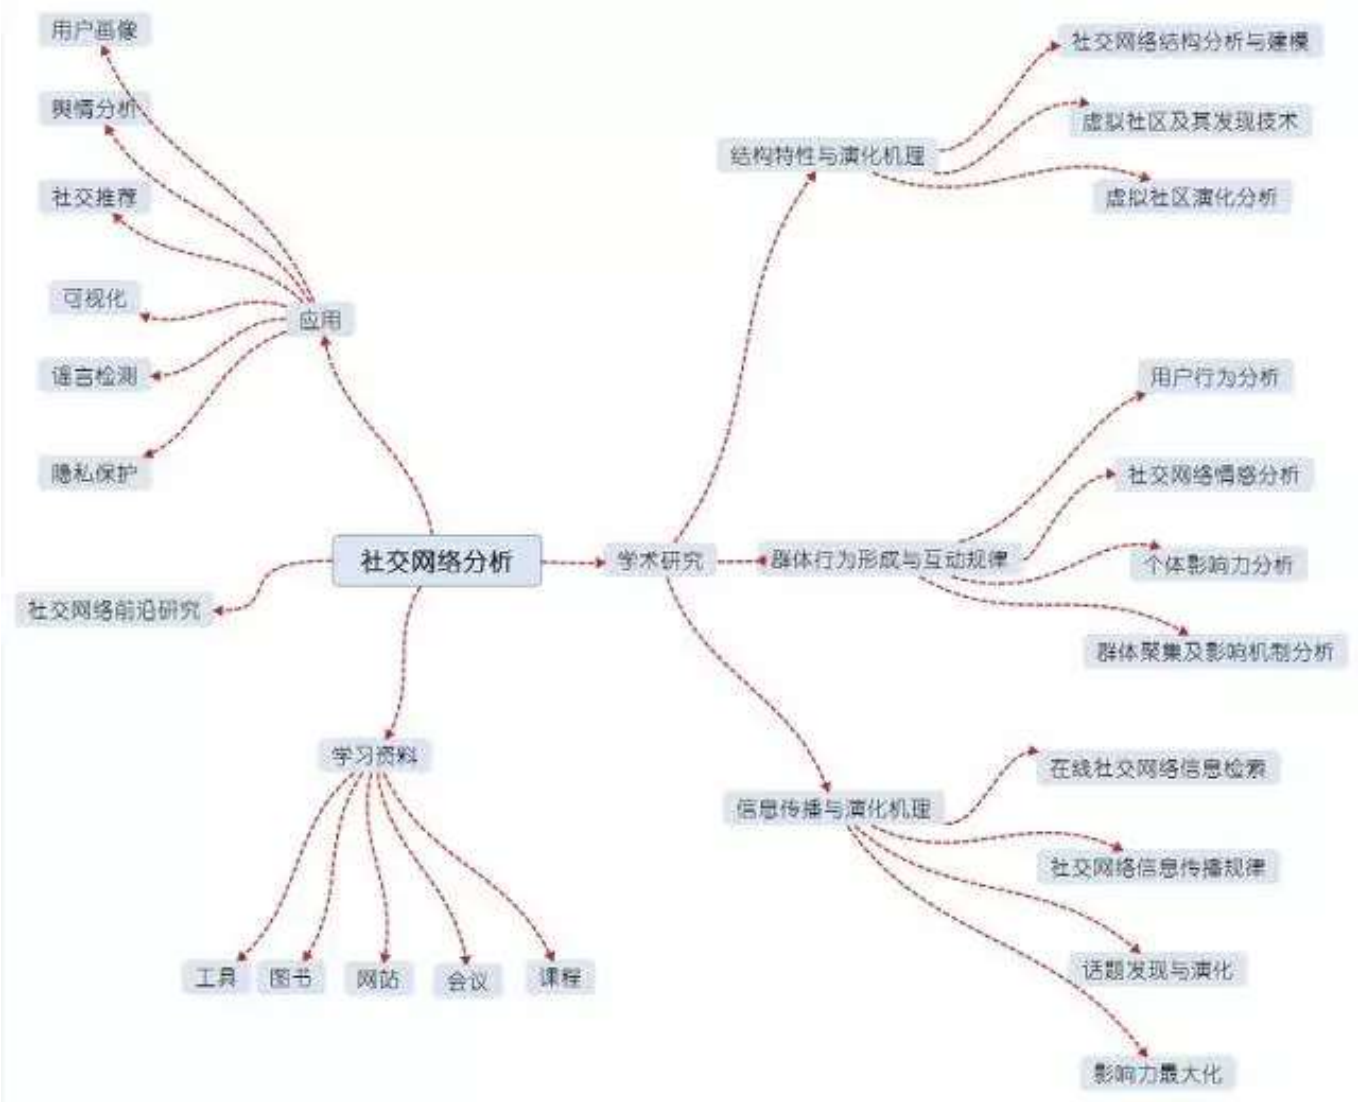 用户画像
舆情分析
社交推荐
可视化
谣言检测
隐私保护
应用
社交网络分析
社交网络前沿研究
学习资料
工具
图书
网站
会议
课程
学术研究
结构特性与演化机理
社交网络结构分析与建模
虚拟社区及其发现技术
虚拟社区演化分析
群体行为形成与互动规律
用户行为分析
社交网络情感分析
个体影响力分析
群体聚集及影响机制分析
信息传播与演化机理
在线社交网络信息检索
社交网络信息传播规律
话题发现与演化
影响力最大化